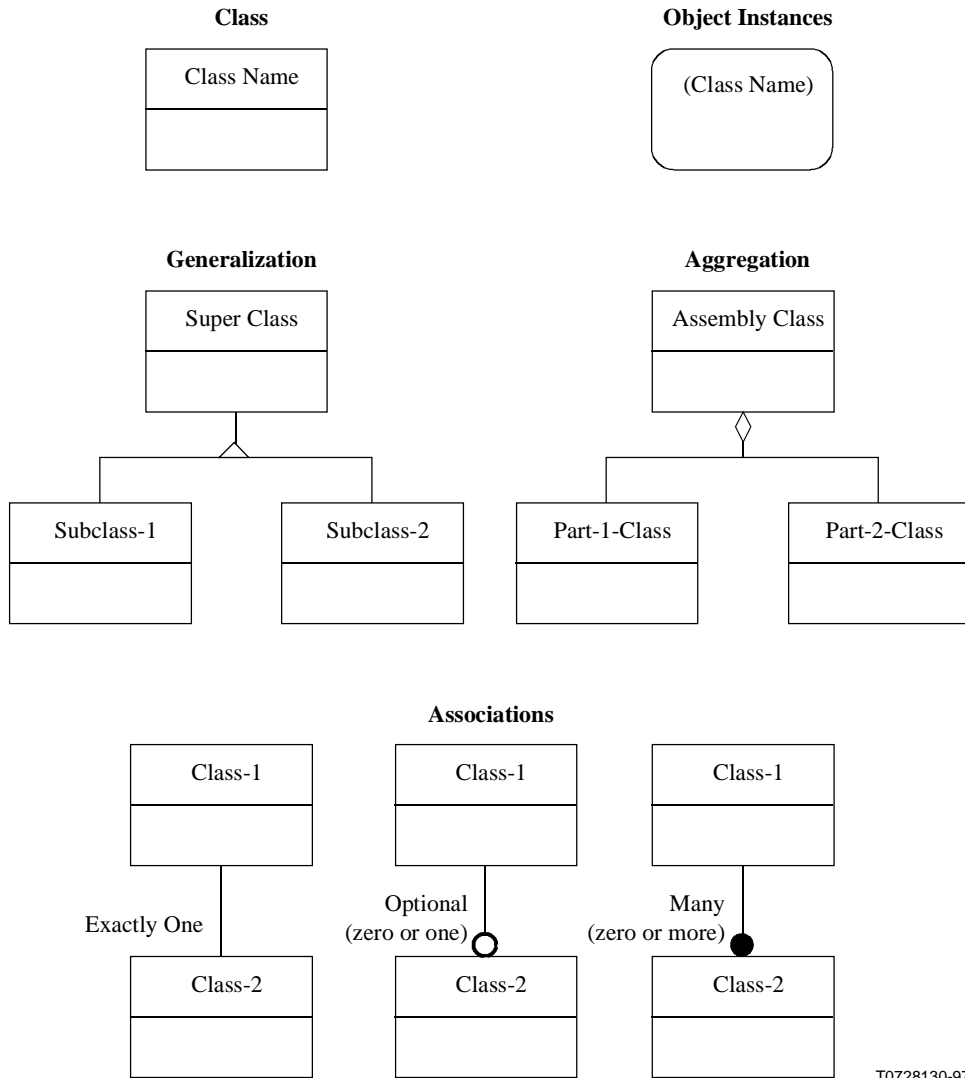 Class
Object Instances
Class Name
(Class Name)
Generalization
Aggregation
Super Class
Assembly Class
Subclass-1
Subclass-2
Part-1-Class
Part-2-Class
Associations
Class-1
Class-1
Class-1
Exactly One
Optional
(zero or one)
Many
(zero or more)
Class-2
Class-2
Class-2
T0728130-97